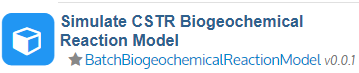 Simulate CSTR Biogeochemical
Reaction Model
BatchBiogeochemicalReactionModel v0.0.1